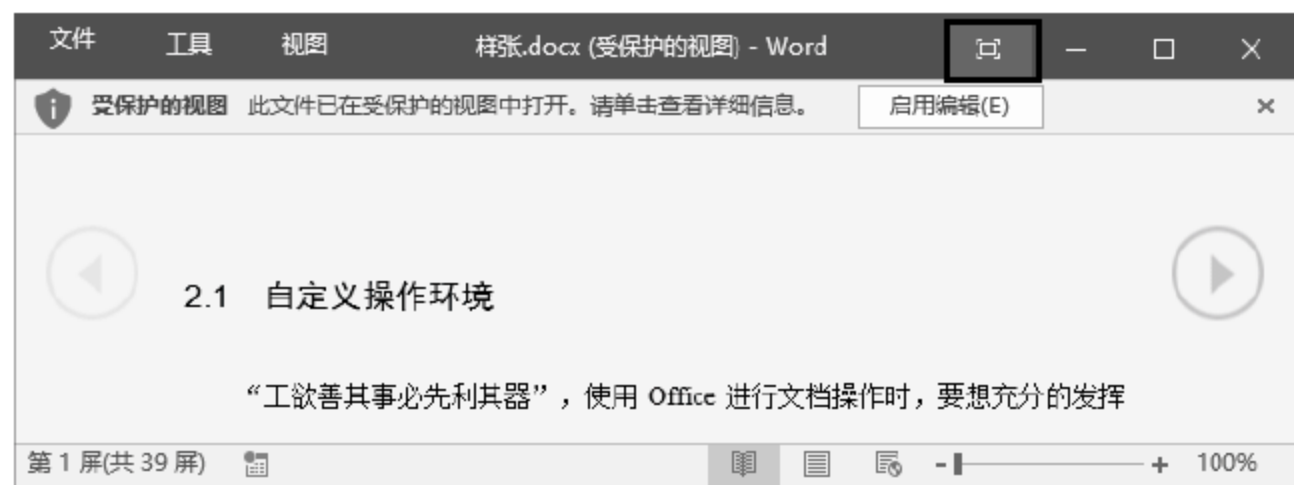 文件 工具 视图 样张.docx (受保护的视图) - Word
受保护的视图 此文件已在受保护的视图中打开。请单击查看详细信息。 启用编辑(E)
2.1 自定义操作环境
“工欲善其事必先利其器”，使用 Office 进行文档操作时，要想充分的发挥
第 1 屏(共 39 屏) 100%